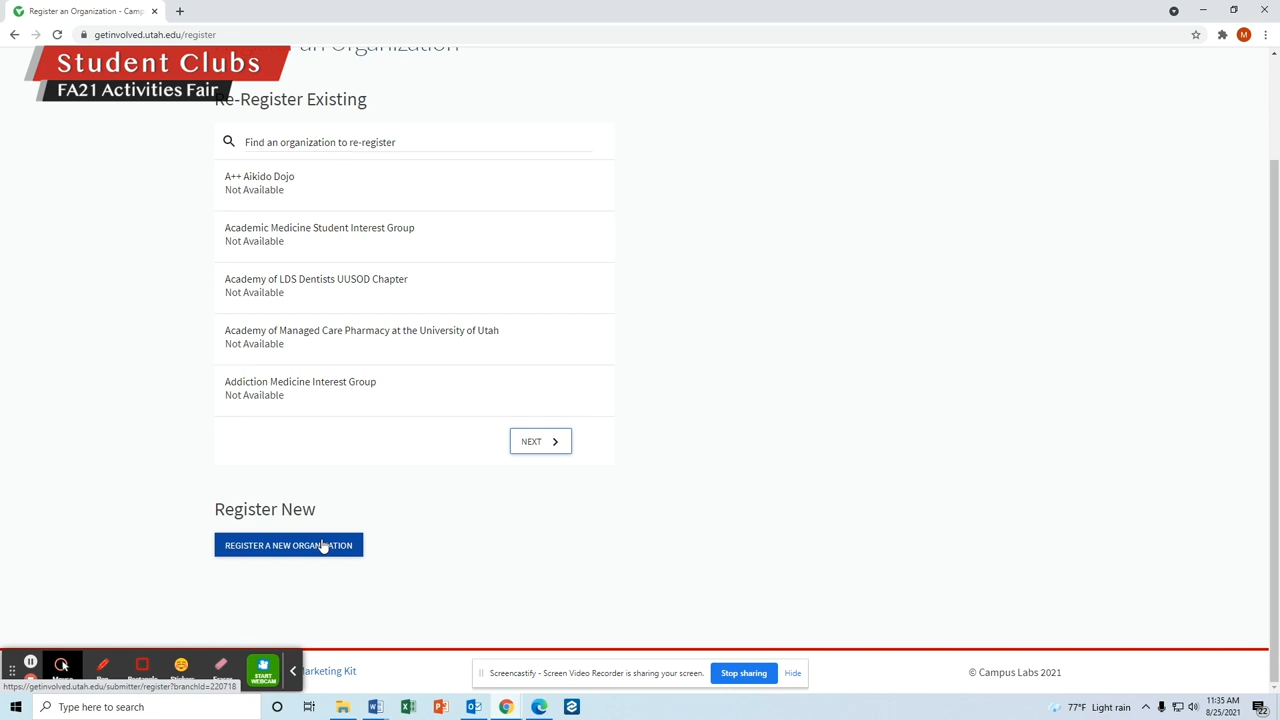 Register an Organization - Camp
getinvolved.utah.edu/register
M
an Organization
Student Clubs
FA21 Activities Fair
Re-Register Existing
Find an organization to re-register
A++ Aikido Dojo
Not Available
Academic Medicine Student Interest Group
Not Available
Academy of LDS Dentists UUSOD Chapter
Not Available
Academy of Managed Care Pharmacy at the University of Utah
Not Available
Addiction Medicine Interest Group
Not Available
NEXT
Register New
REGISTER A NEW ORGANIZATION
START
WEBCAM
Marketing Kit
Screencastify - Screen Video Recorder is sharing your screen.
Stop sharing
Hide
© Campus Labs 2021
https://getinvolved.utah.edu/submitter/register?branchId=220718
Type here to search
77°F Light rain
11:35 AM
8/25/2021
22